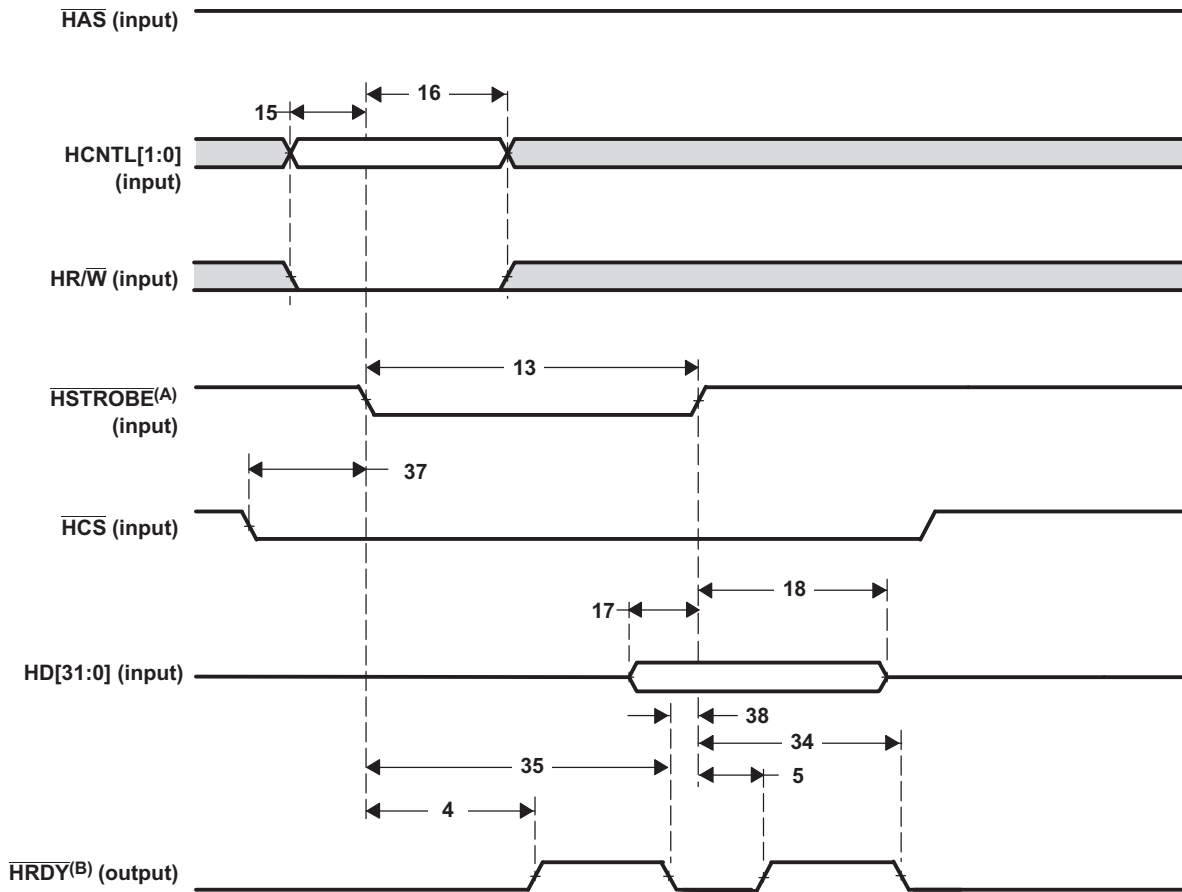 HAS (input)
16
15
HCNTL[1:0]
(input)
HR/W (input)
13
HSTROBE(A)
(input)
37
HCS (input)
18
17
HD[31:0] (input)
38
34
35
5
4
HRDY(B) (output)